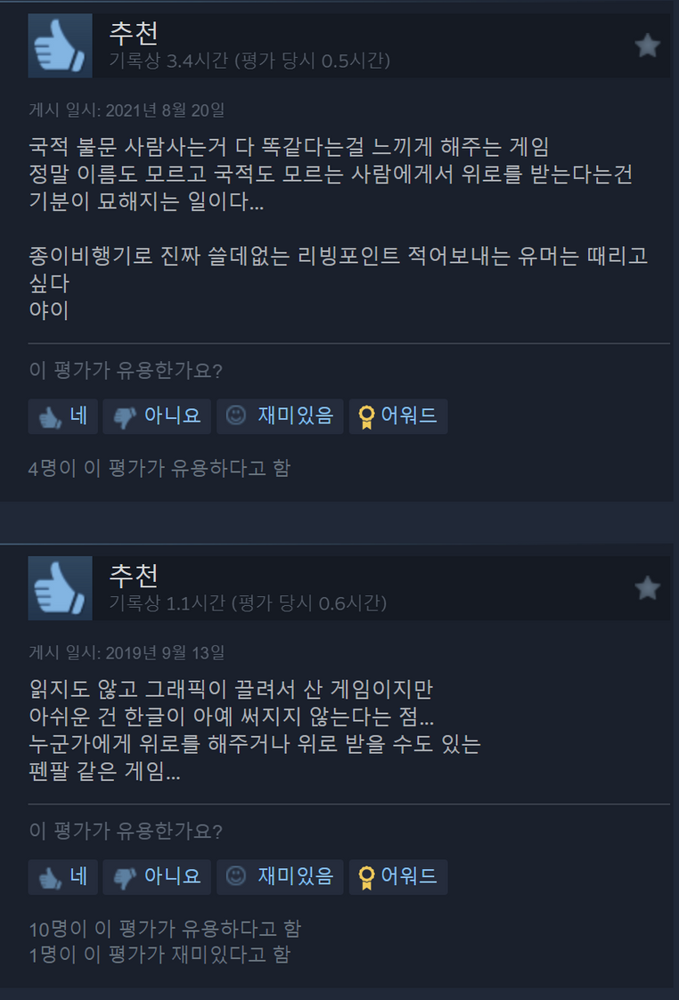 추천
기록상 3.4시간 (평가 당시 0.5시간)
게시 일시: 2021년 8월 20일
국적 불문 사람사는거 다 똑같다는걸 느끼게 해주는 게임
정말 이름도 모르고 국적도 모르는 사람에게서 위로를 받는다는건
기분이 묘해지는 일이다...
종이비행기로 진짜 쓸데없는 리빙포인트 적어보내는 유머는 때리고
싶다
야이
이 평가가 유용한가요?
네 아니요 재미있음 어워드
4명이 이 평가가 유용하다고 함
추천
기록상 1.1시간 (평가 당시 0.6시간)
게시 일시: 2019년 9월 13일
읽지도 않고 그래픽이 끌려서 산 게임이지만
아쉬운 건 한글이 아예 써지지 않는다는 점...
누군가에게 위로를 해주거나 위로 받을 수도 있는
펜팔 같은 게임...
이 평가가 유용한가요?
네 아니요 재미있음 어워드
10명이 이 평가가 유용하다고 함
1명이 이 평가가 재미있다고 함